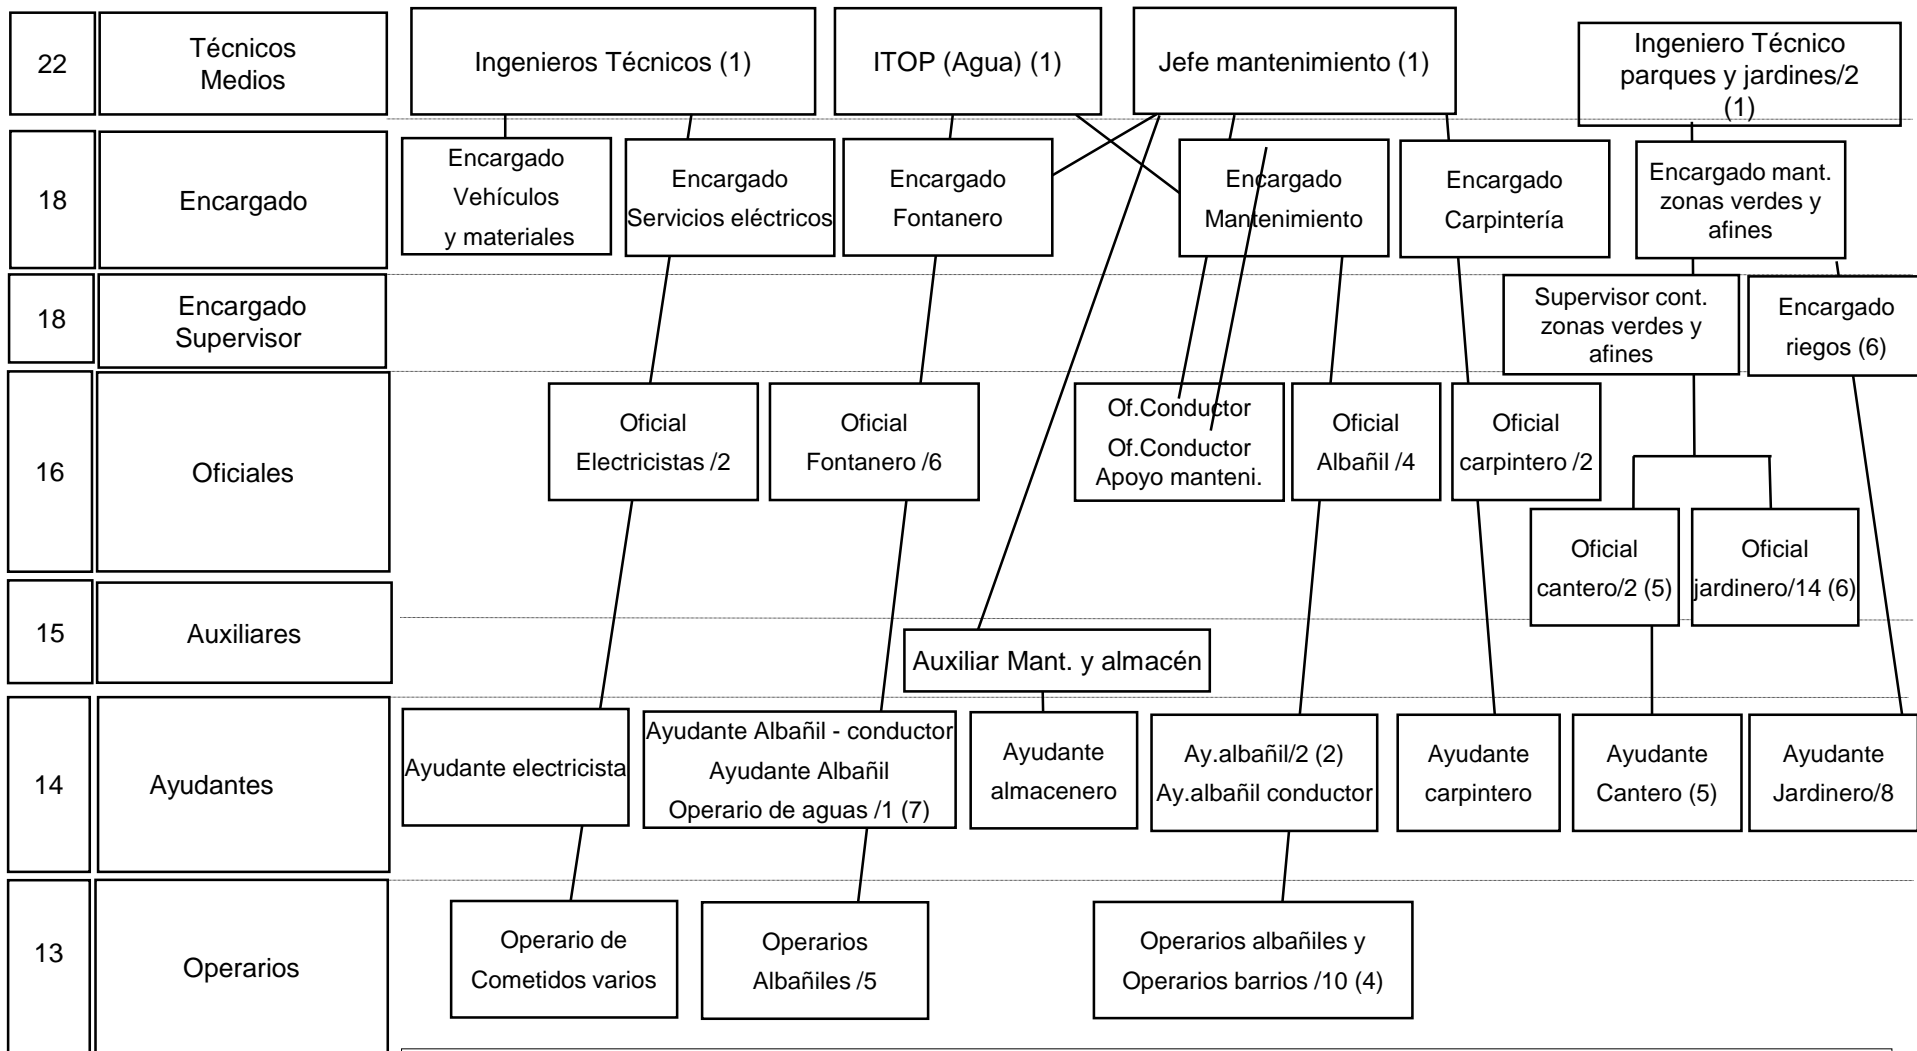 22
Técnicos
Medios
Ingenieros Técnicos (1)
ITOP (Agua) (1)
Jefe mantenimiento (1)
Ingeniero Técnico
parques y jardines/2
(1)
18
Encargado
Encargado
Vehículos
y materiales
Encargado
Servicios eléctricos
Encargado
Fontanero
Encargado
Mantenimiento
Encargado
Carpintería
Encargado mant.
zonas verdes y
afines
18
Encargado
Supervisor
Supervisor cont.
zonas verdes y
afines
Encargado
riegos (6)
16
Oficiales
Oficial
Electricistas /2
Oficial
Fontanero /6
Of.Conductor
Of.Conductor
Apoyo manteni.
Oficial
Albañil /4
Oficial
carpintero /2
Oficial
cantero/2 (5)
Oficial
jardinero/14 (6)
15
Auxiliares
Auxiliar Mant. y almacén
14
Ayudantes
Ayudante electricista
Ayudante Albañil - conductor
Ayudante Albañil
Operario de aguas /1 (7)
Ayudante
almacenero
Ay.albañil/2 (2)
Ay.albañil conductor
Ayudante
carpintero
Ayudante
Cantero (5)
Ayudante
Jardinero/8
13
Operarios
Operario de
Cometidos varios
Operarios
Albañiles /5
Operarios albañiles y
Operarios barrios /10 (4)